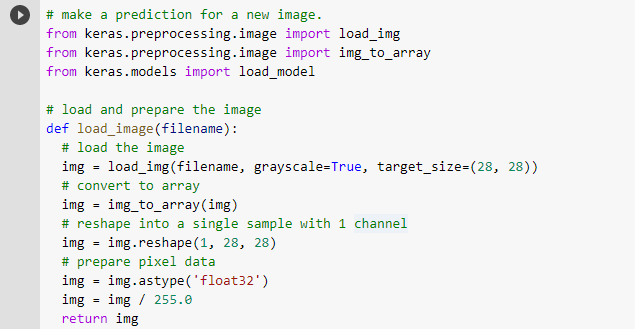 # make a prediction for a new image.
from keras.preprocessing.image import load_img
from keras.preprocessing.image import img_to_array
from keras.models import load_model

# load and prepare the image
def load_image(filename):
  # load the image
  img = load_img(filename, grayscale=True, target_size=(28, 28))
  # convert to array
  img = img_to_array(img)
  # reshape into a single sample with 1 channel
  img = img.reshape(1, 28, 28)
  # prepare pixel data
  img = img.astype('float32')
  img = img / 255.0
  return img